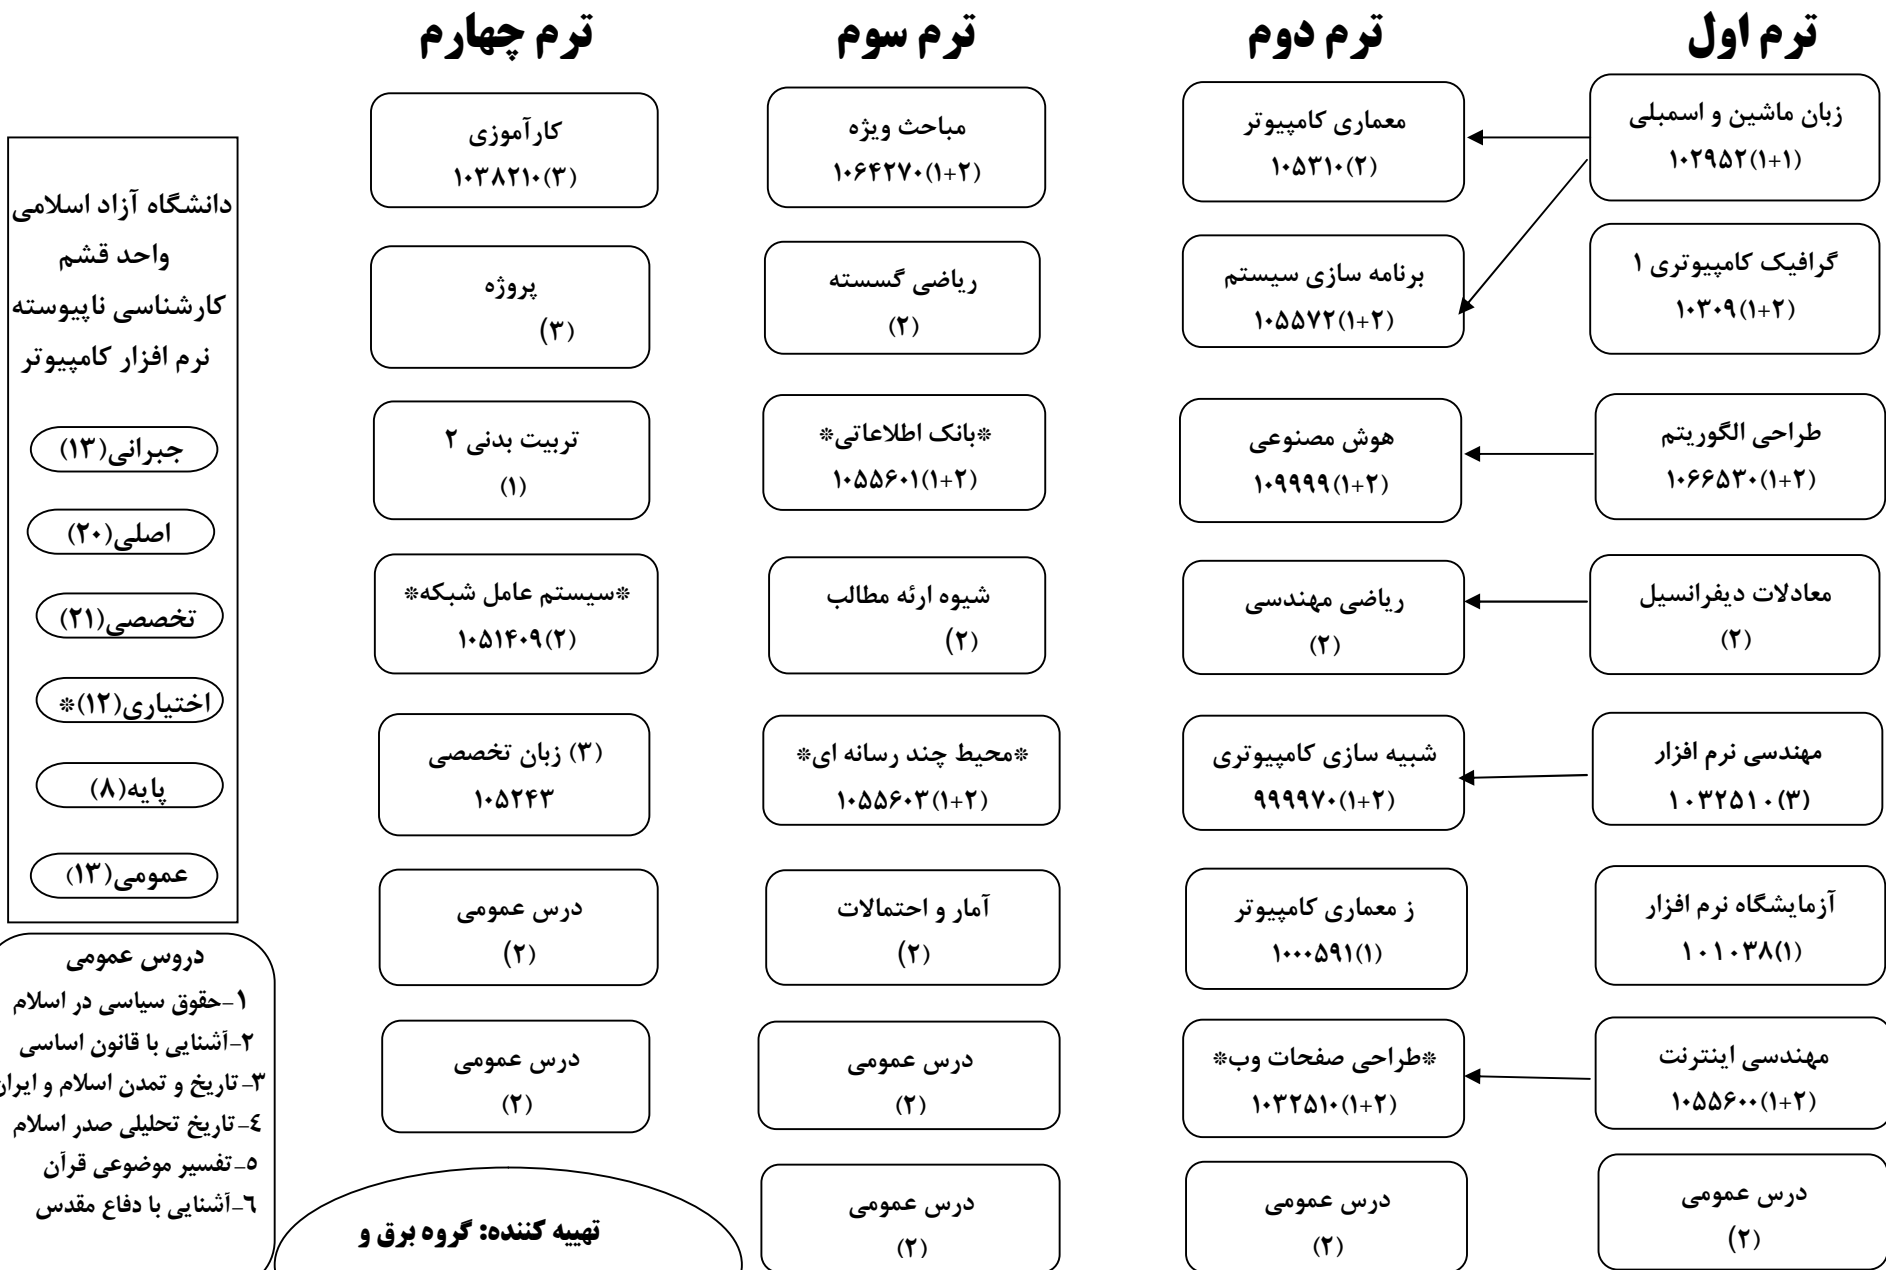 ترم اول
زبان ماشین و اسمبلی
۱۰۲۹۵۲(۱+۱)
گرافیک کامپیوتری ۱
۱۰۳۰۹(۱+۲)
طراحی الگوریتم
۱۰۶۶۵۳۰(۱+۲)
معادلات دیفرانسیل
(۲)
مهندسی نرم افزار
۱۰۳۲۵۱۰(۳)
آزمایشگاه نرم افزار
۱۰۱۰۳۸(۱)
مهندسی اینترنت
۱۰۵۵۶۰۰(۱+۲)
درس عمومی
(۲)
ترم دوم
معماری کامپیوتر
۱۰۵۳۱۰(۲)
برنامه سازی سیستم
۱۰۵۵۷۲(۱+۲)
هوش مصنوعی
۱۰۹۹۹۹(۱+۲)
ریاضی مهندسی
(۲)
شبیه سازی کامپیوتری
۹۹۹۹۷۰(۱+۲)
ز معماری کامپیوتر
۱۰۰۰۵۹۱(۱)
*طراحی صفحات وب*
۱۰۳۲۵۱۰(۱+۲)
درس عمومی
(۲)
ترم سوم
مباحث ویژه
۱۰۶۴۲۷۰(۱+۲)
ریاضی گسسته
(۲)
*بانک اطلاعاتی*
۱۰۵۵۶۰۱(۱+۲)
شیوه ارئه مطالب
(۲)
*محیط چند رسانه ای*
۱۰۵۵۶۰۳(۱+۲)
آمار و احتمالات
(۲)
درس عمومی
(۲)
درس عمومی
(۲)
ترم چهارم
کارآموزی
۱۰۳۸۲۱۰(۳)
پروژه
(۳)
تربیت بدنی ۲
(۱)
*سیستم عامل شبکه*
۱۰۵۱۴۰۹(۲)
(۳) زبان تخصصی
۱۰۵۲۴۳
درس عمومی
(۲)
درس عمومی
(۲)
تهییه کننده: گروه برق و
دانشگاه آزاد اسلامی
واحد قشم
کارشناسی ناپیوسته
نرم افزار کامپیوتر
جبرانی(۱۳)
اصلی(۲۰)
تخصصی(۲۱)
اختیاری(۱۲)*
پایه(۸)
عمومی(۱۳)
دروس عمومی
۱-حقوق سیاسی در اسلام
۲-آشنایی با قانون اساسی
۳-تاریخ و تمدن اسلام و ایران
٤-تاریخ تحلیلی صدر اسلام
٥-تفسیر موضوعی قرآن
٦-آشنایی با دفاع مقدس